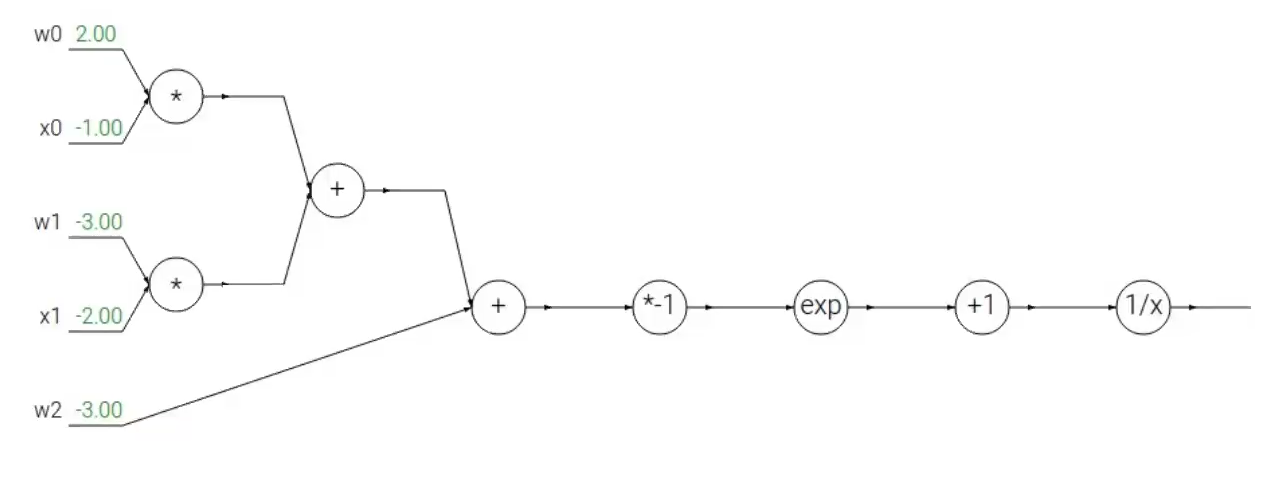 w0 2.00
*
x0 -1.00
+
w1 -3.00
*
x1 -2.00
+ *-1 exp +1 1/x
w2 -3.00